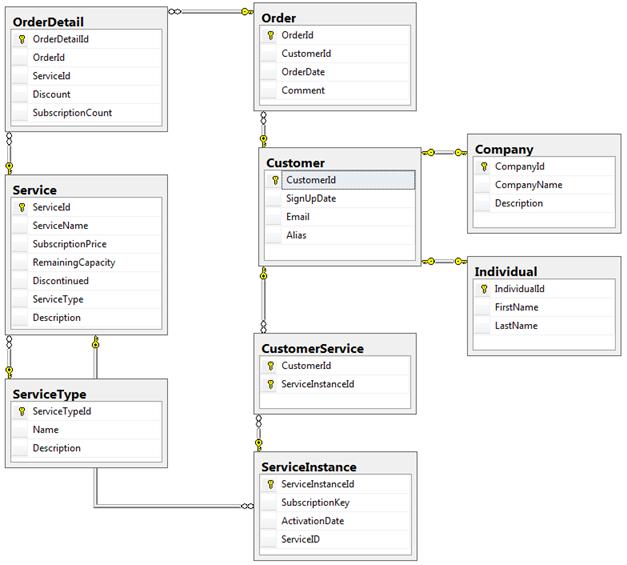 OrderDetail
OrderDetailId
OrderId
ServiceId
Discount
SubscriptionCount
Order
OrderId
CustomerId
OrderDate
Comment
Customer
CustomerId
SignUpDate
Email
Alias
Company
CompanyId
CompanyName
Description
Service
ServiceId
ServiceName
SubscriptionPrice
RemainingCapacity
Discontinued
ServiceType
Description
Individual
IndividualId
FirstName
LastName
CustomerService
CustomerId
ServiceInstanceId
ServiceType
ServiceTypeId
Name
Description
ServiceInstance
ServiceInstanceId
SubscriptionKey
ActivationDate
ServiceID